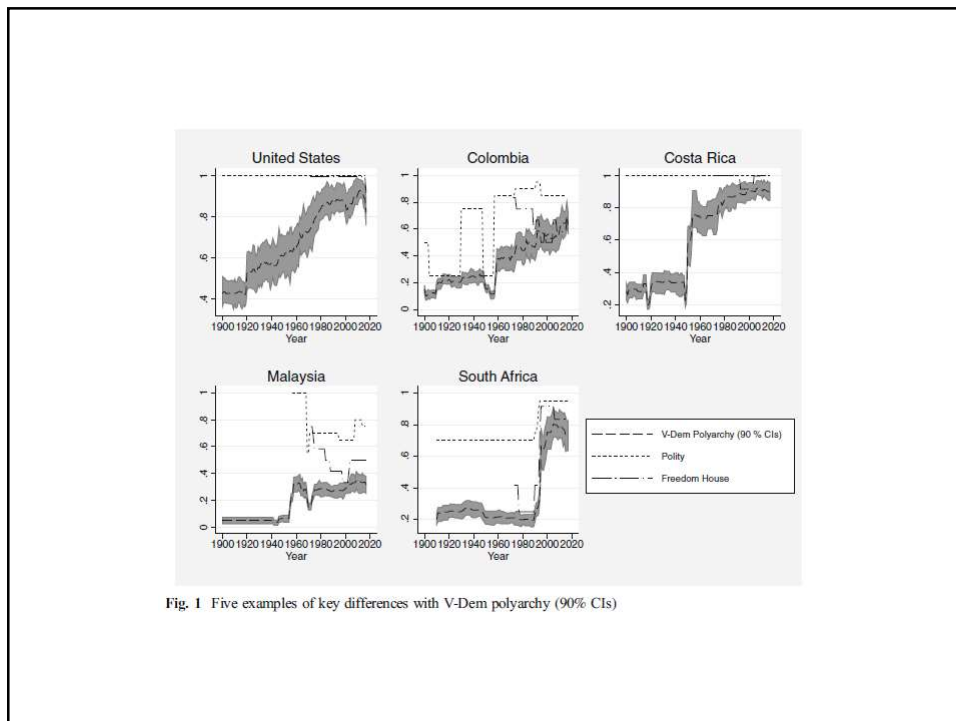 United States
Colombia
Costa Rica
1
.8
.6
.4
1
.8
.6
.4
.2
0
1
.8
.6
.4
.2
1900 1920 1940 1960 1980 2000 2020
Year
1900 1920 1940 1960 1980 2000 2020
Year
1900 1920 1940 1960 1980 2000 2020
Year
Malaysia
South Africa
1
.8
.6
.4
.2
0
1
.8
.6
.4
.2
1900 1920 1940 1960 1980 2000 2020
Year
1900 1920 1940 1960 1980 2000 2020
Year
V-Dem Polyarchy (90 % CIs)
Polity
Freedom House
Fig. 1 Five examples of key differences with V-Dem polyarchy (90% CIs)